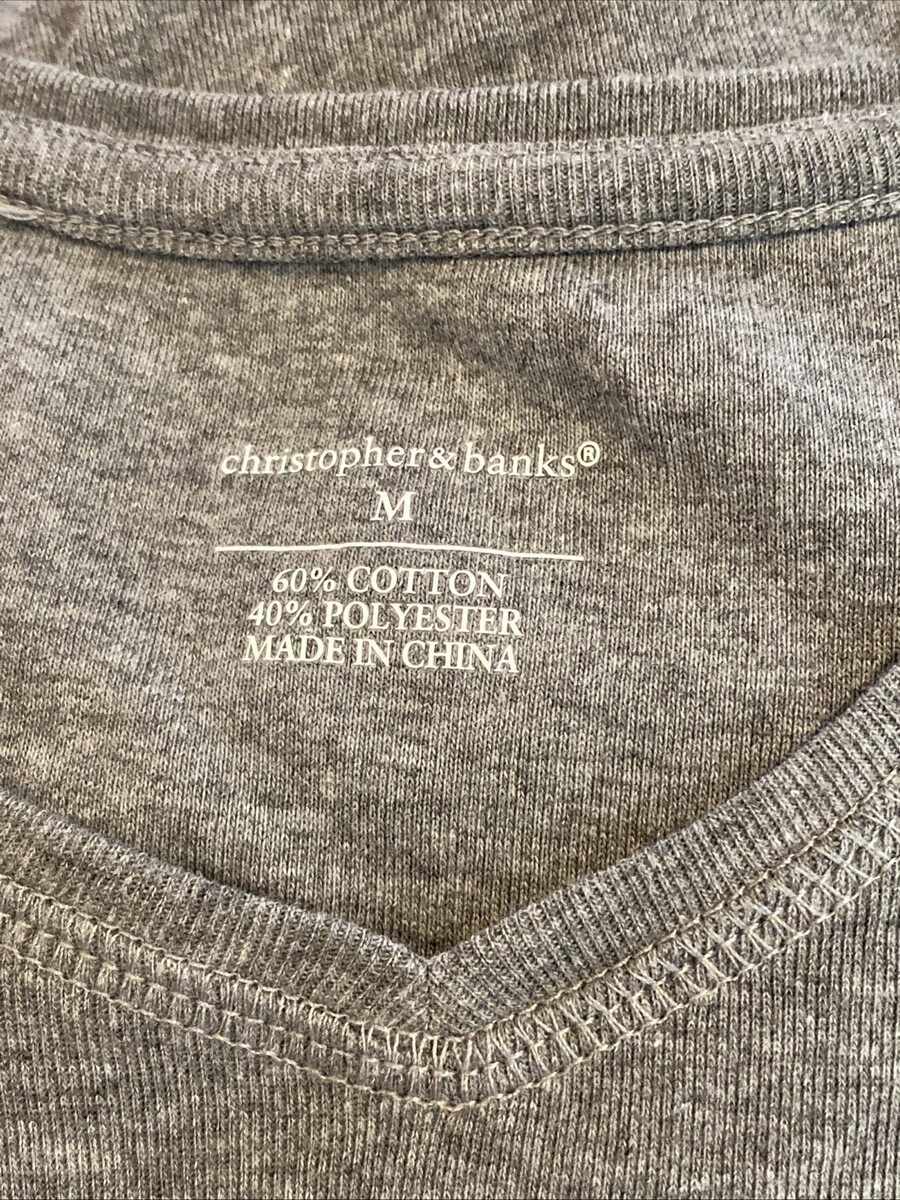 christopher & banks®
M
60% COTTON
40% POLYESTER
MADE IN CHINA